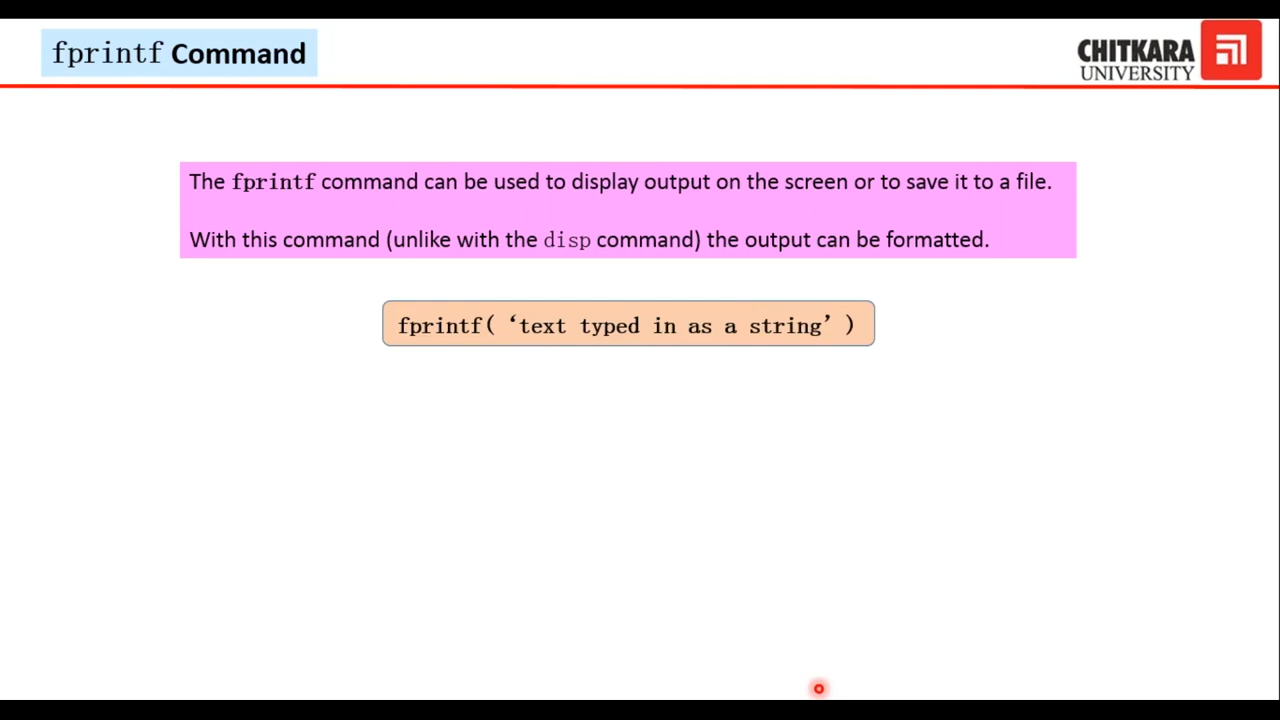 fprintf Command
CHITKARA
UNIVERSITY
The fprintf command can be used to display output on the screen or to save it to a file.
With this command (unlike with the disp command) the output can be formatted.
fprintf(‘text typed in as a string’)